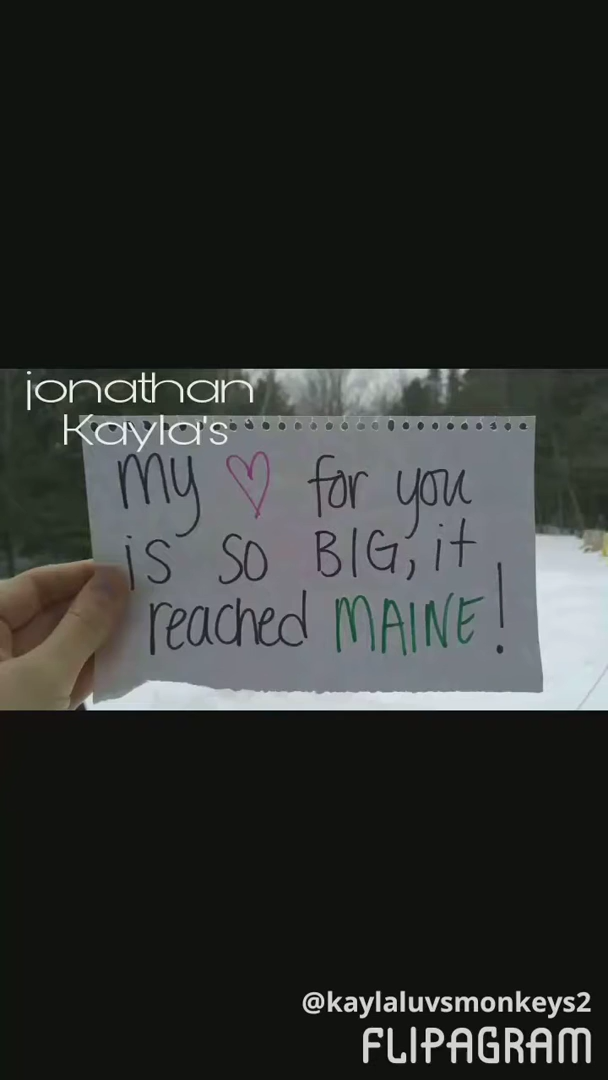 jonathan
Kayla's
my ♡ for you
is so BIG, it
reached MAINE!
@kaylaluvsmonkeys2
FLIPAGRAM